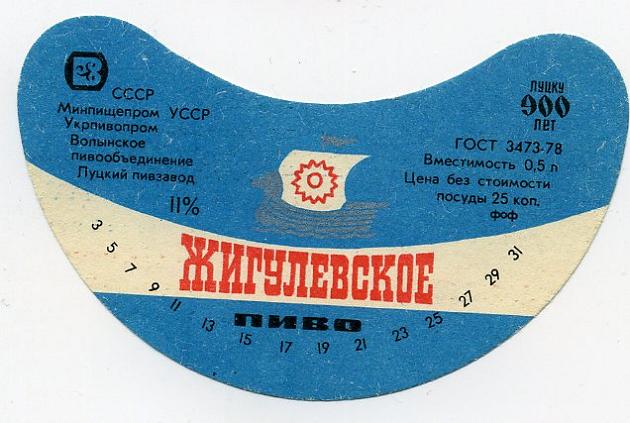 СССР
Минпищепром УССР
Укрпивопром
Волынское
пивообъединение
Луцкий пивзавод
11%
ЛУЦКУ
900
ЛЕТ
ГОСТ 3473-78
Вместимость 0,5 л
Цена без стоимости
посуды 25 коп.
фоф
ЖИГУЛЕВСКОЕ
ПИВО
3 5 7 9 11 13 15 17 19 21 23 25 27 29 31